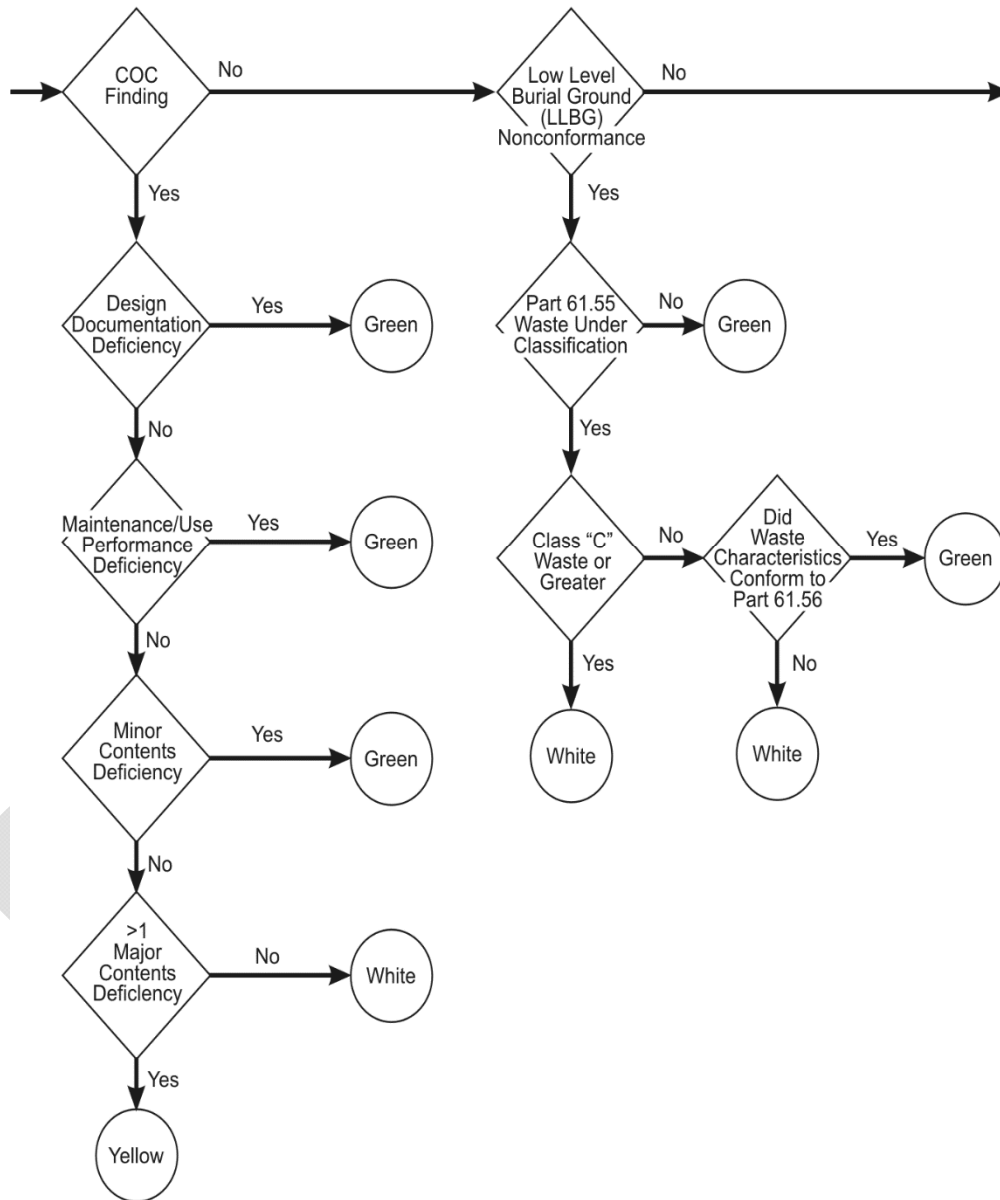 COC
Finding
No
Yes
Design
Documentation
Deficiency
Yes
Green
No
Maintenance/Use
Performance
Deficiency
Yes
Green
No
Minor
Contents
Deficiency
Yes
Green
No
>1
Major
Contents
Deficlency
No
White
Yes
Yellow
Low Level
Burial Ground
(LLBG)
Nonconformance
No
Yes
Part 61.55
Waste Under
Classification
No
Green
Yes
Class “C”
Waste or
Greater
No
Yes
White
Did
Waste
Characteristics
Conform to
Part 61.56
Yes
Green
No
White